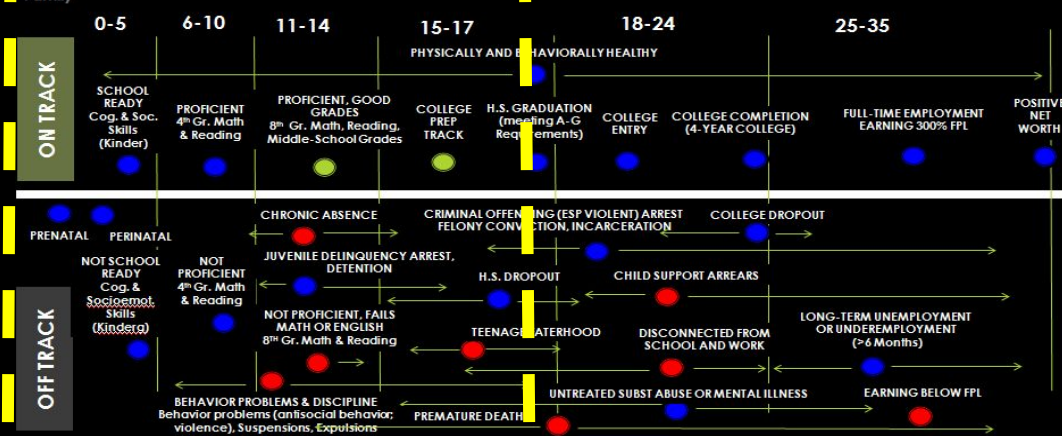 0-5
6-10
11-14
15-17
18-24
25-35
ON TRACK
PHYSICALLY AND BEHAVIORALLY HEALTHY
SCHOOL
READY
Cog. & Soc.
Skills
(Kinder)
PROFICIENT
4th Gr. Math
& Reading
PROFICIENT, GOOD
GRADES
8th Gr. Math, Reading,
Middle-School Grades
COLLEGE
PREP
TRACK
H.S. GRADUATION
(meeting A-G
Requirements)
COLLEGE
ENTRY
COLLEGE COMPLETION
(4-YEAR COLLEGE)
FULL-TIME EMPLOYMENT
EARNING 300% FPL
POSITIVE
NET
WORTH
OFF TRACK
PRENATAL
PERINATAL
NOT SCHOOL
READY
Cog. &
Socioemot.
Skills
(Kinderg)
NOT
PROFICIENT
4th Gr. Math
& Reading
CHRONIC ABSENCE
JUVENILE DELINQUENCY ARREST,
DETENTION
NOT PROFICIENT, FAILS
MATH OR ENGLISH
8TH Gr. Math & Reading
BEHAVIOR PROBLEMS & DISCIPLINE
Behavior problems (antisocial behavior;
violence), Suspensions, Expulsions
CRIMINAL OFFENDING (ESP VIOLENT) ARREST
FELONY CONVICTION, INCARCERATION
H.S. DROPOUT
TEENAGE FATERHOOD
PREMATURE DEATH
COLLEGE DROPOUT
CHILD SUPPORT ARREARS
DISCONNECTED FROM
SCHOOL AND WORK
UNTREATED SUBST ABUSE OR MENTAL ILLNESS
LONG-TERM UNEMPLOYMENT
OR UNDEREMPLOYMENT
(>6 Months)
EARNING BELOW FPL